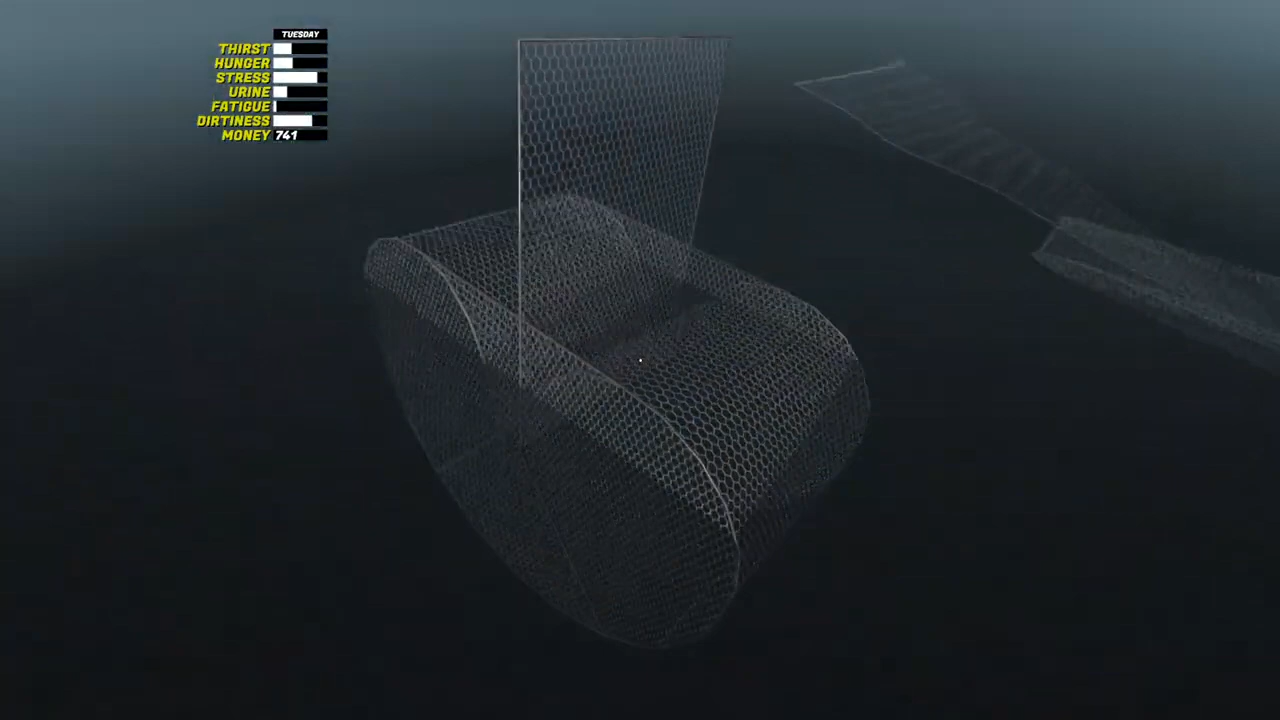 TUESDAY
THIRST
HUNGER
STRESS
URINE
FATIGUE
DIRTINESS
MONEY 741